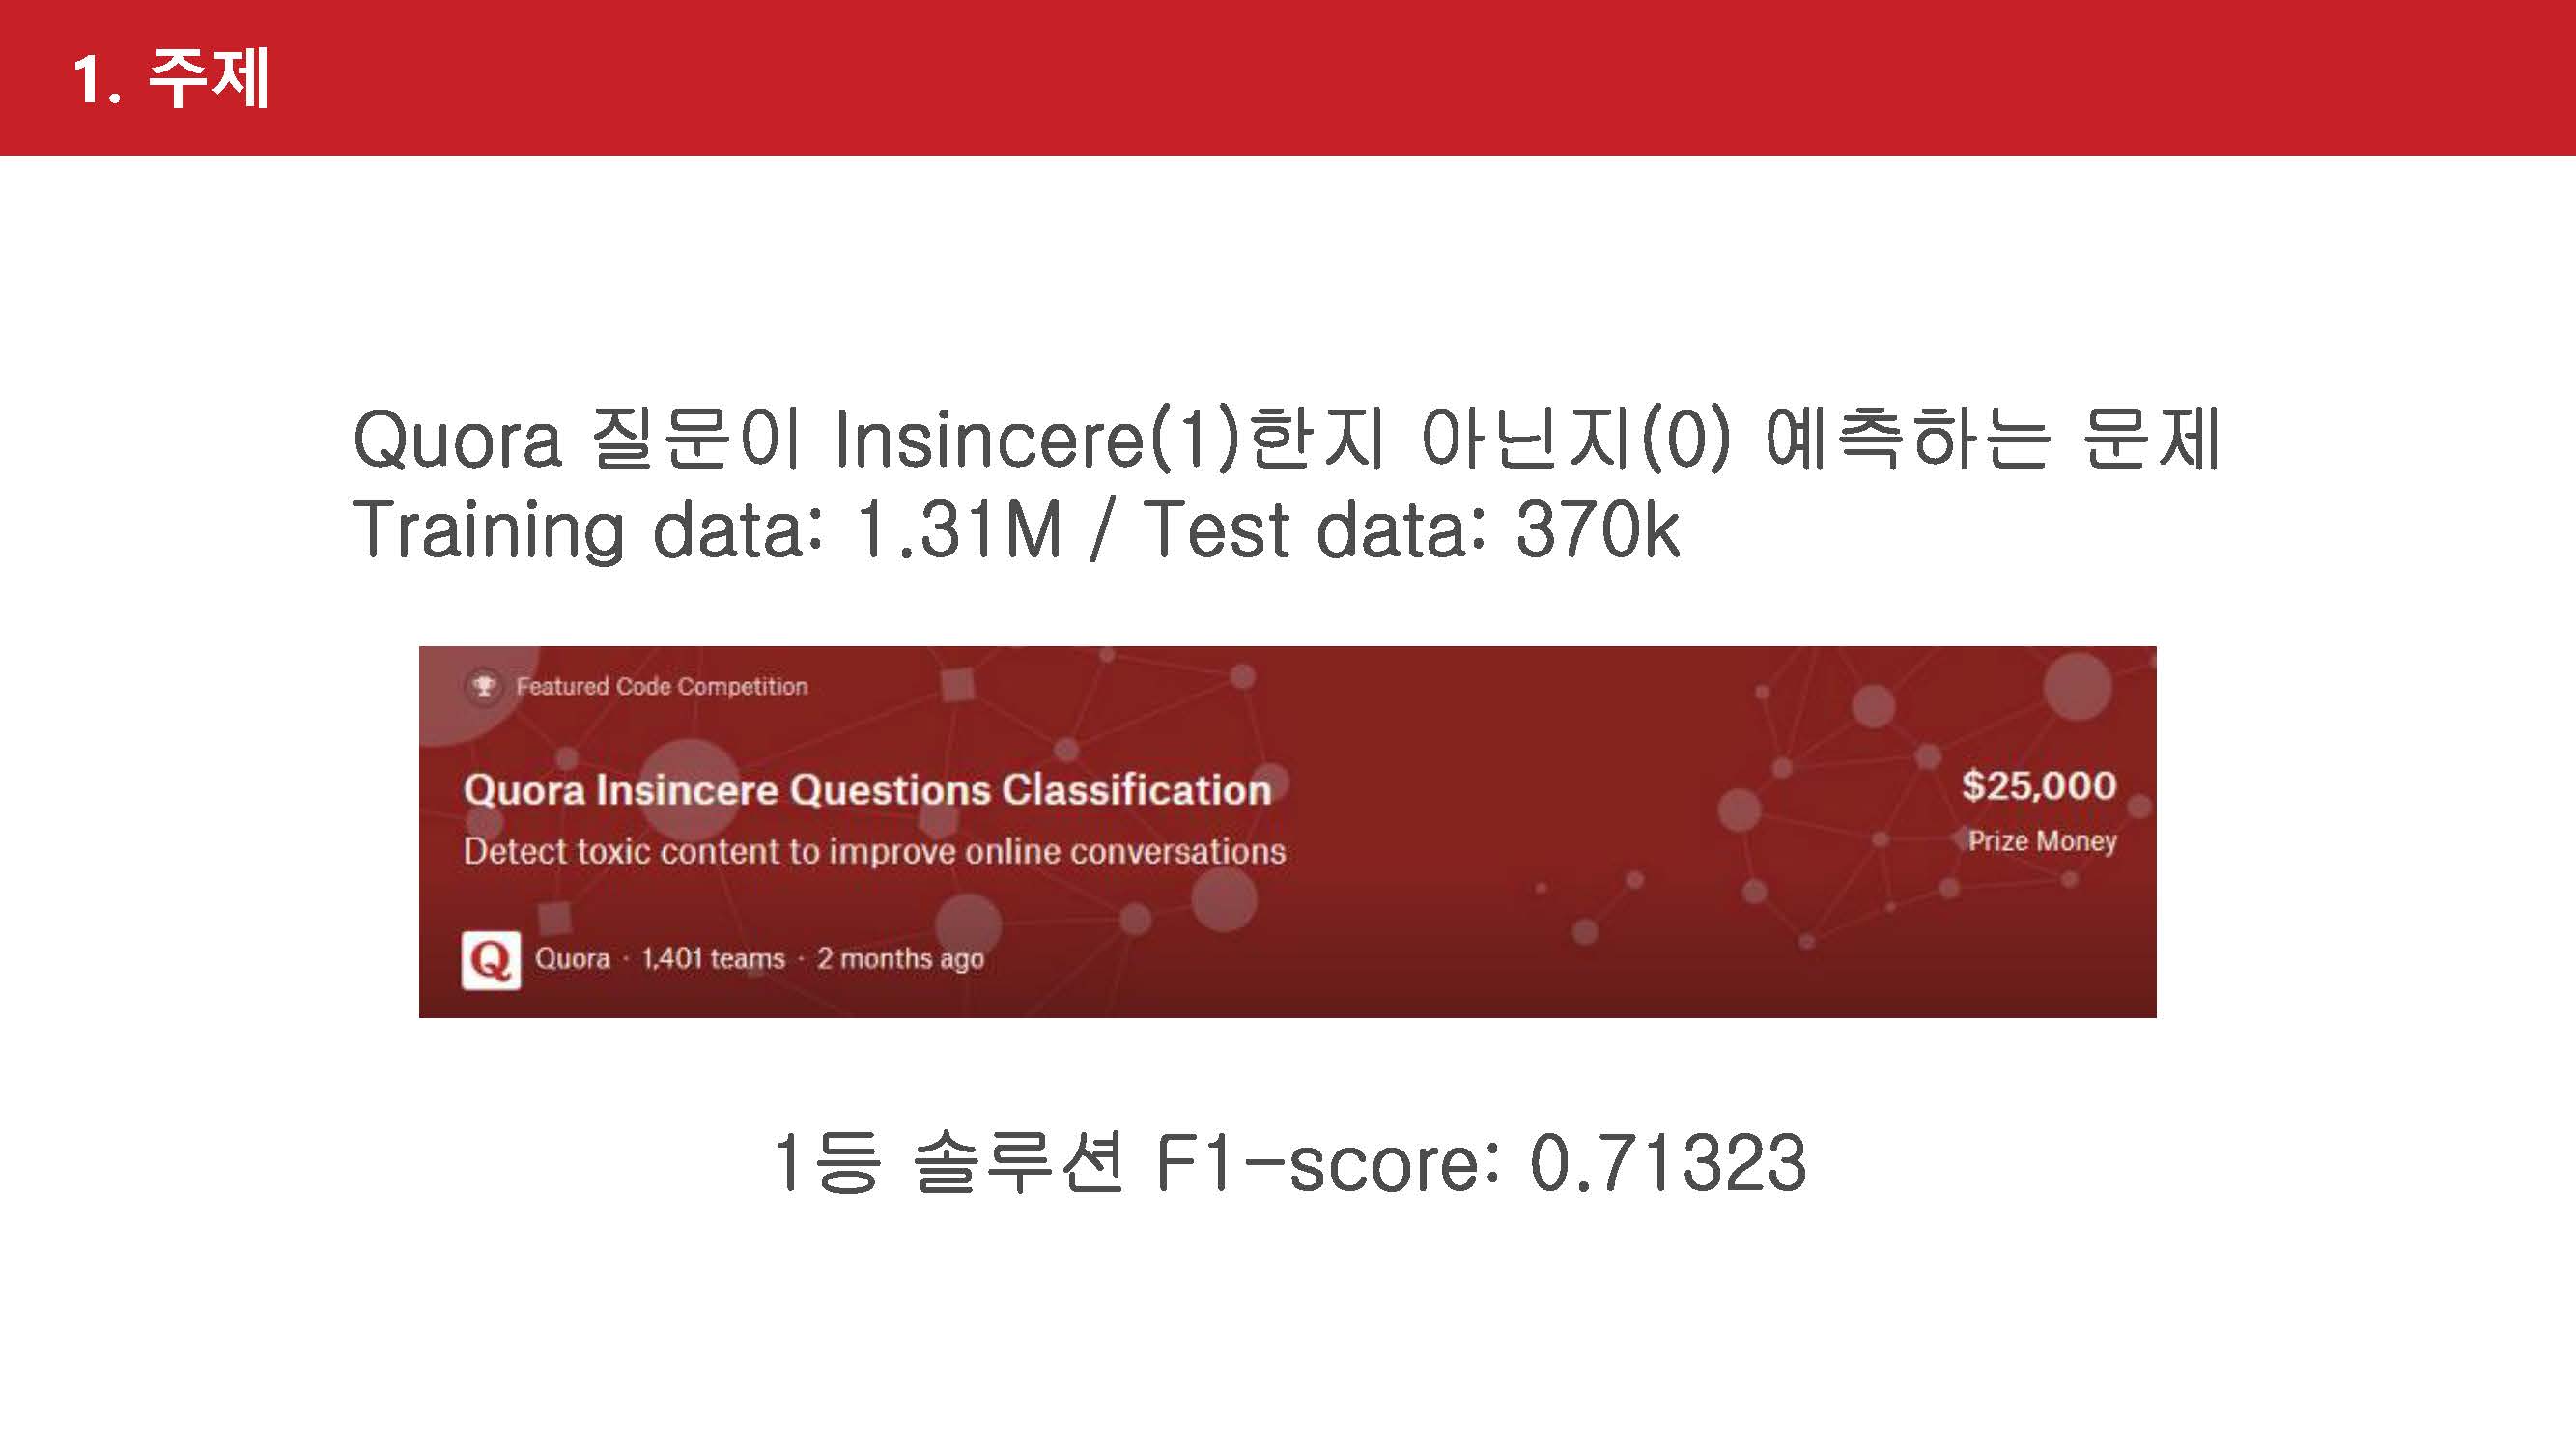 1. 주제
Quora 질문이 Insincere(1)한지 아닌지(0) 예측하는 문제
Training data: 1.31M / Test data: 370k
Featured Code Competition
Quora Insincere Questions Classification
Detect toxic content to improve online conversations
$25,000
Prize Money
Q Quora · 1,401 teams · 2 months ago
1등 솔루션 F1-score: 0.71323